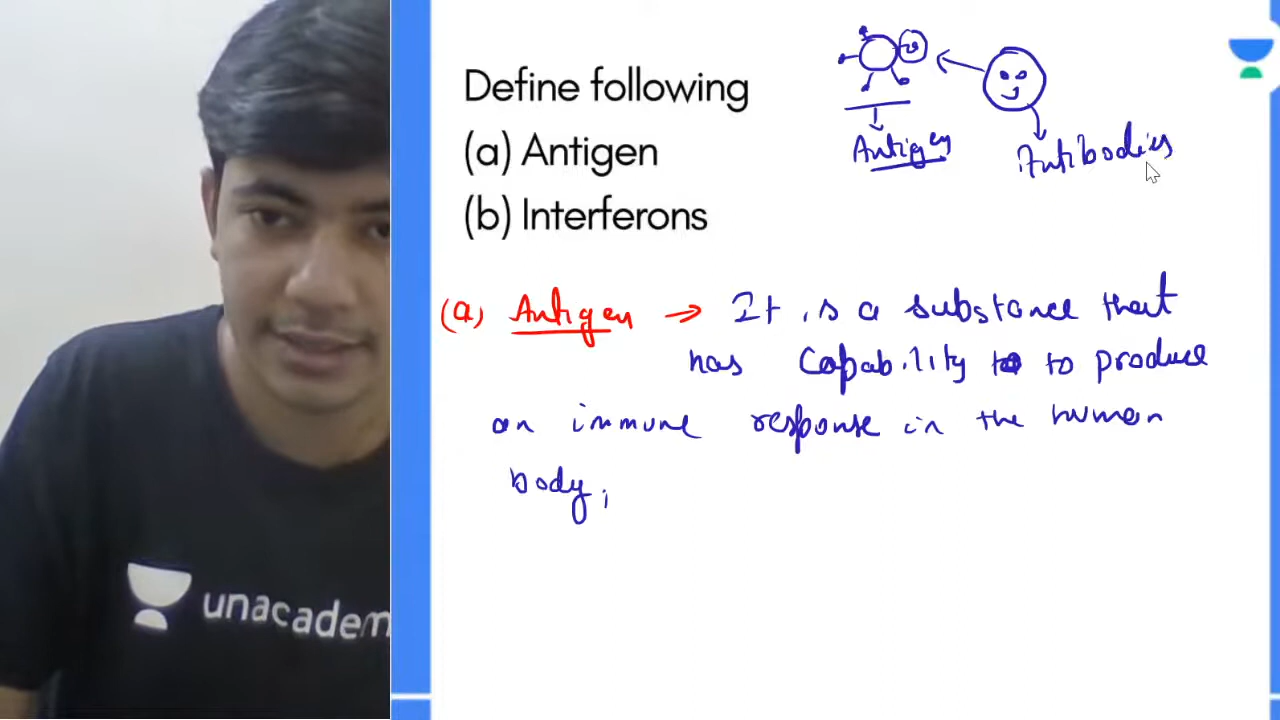 Define following
(a) Antigen
(b) Interferons
Antigen
Antibodies
(a) Antigen → It is a substance that
has capability to to produce
an immune response in the human
body,
unacadem